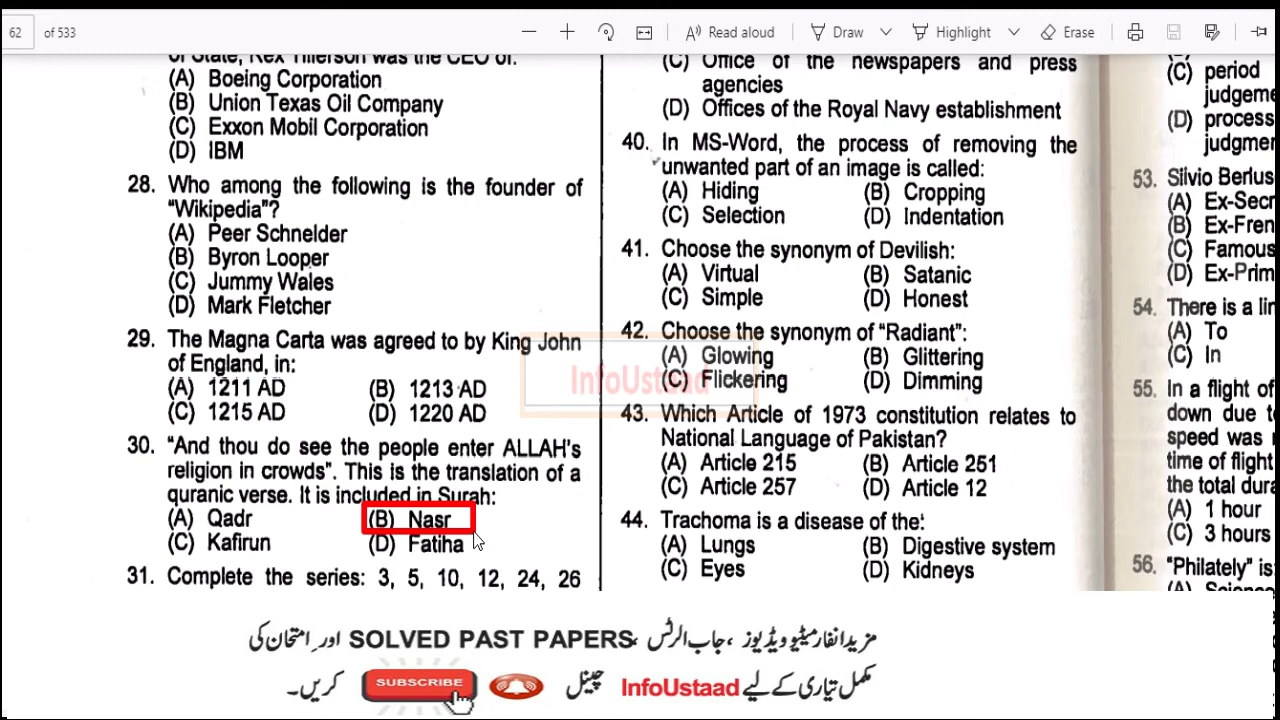 62 of 533 Read aloud Draw Highlight Erase
of State, Rex Tillerson was the CEO of:
(A) Boeing Corporation
(B) Union Texas Oil Company
(C) Exxon Mobil Corporation
(D) IBM
28. Who among the following is the founder of
“Wikipedia”?
(A) Peer Schnelder
(B) Byron Looper
(C) Jummy Wales
(D) Mark Fletcher
29. The Magna Carta was agreed to by King John
of England, in:
(A) 1211 AD (B) 1213 AD
(C) 1215 AD (D) 1220 AD
30. “And thou do see the people enter ALLAH's
religion in crowds”. This is the translation of a
quranic verse. It is included in Surah:
(A) Qadr (B) Nasr
(C) Kafirun (D) Fatiha
31. Complete the series: 3, 5, 10, 12, 24, 26
(C) Office of the newspapers and press
agencies
(D) Offices of the Royal Navy establishment
40. In MS-Word, the process of removing the
unwanted part of an image is called:
(A) Hiding (B) Cropping
(C) Selection (D) Indentation
41. Choose the synonym of Devilish:
(A) Virtual (B) Satanic
(C) Simple (D) Honest
42. Choose the synonym of “Radiant”:
(A) Glowing (B) Glittering
(C) Flickering (D) Dimming
InfoUstaad
43. Which Article of 1973 constitution relates to
National Language of Pakistan?
(A) Article 215 (B) Article 251
(C) Article 257 (D) Article 12
44. Trachoma is a disease of the:
(A) Lungs (B) Digestive system
(C) Eyes (D) Kidneys
(C) period
judgeme
(D) process
judgmer
53. Silvio Berlus
(A) Ex-Secr
(B) Ex-Fren
(C) Famous
(D) Ex-Prim
54. There is a lir
(A) To
(C) In
55. In a flight of
down due to
speed was
time of flight
the total dura
(A) 1 hour
(C) 3 hours
56. “Philately” is
(A)
مزید انفارمیٹیو ویڈیوز، جاب الرٹس، SOLVED PAST PAPERS اور امتحان کی
مکمل تیاری کے لیے InfoUstaad چینل SUBSCRIBE کریں۔